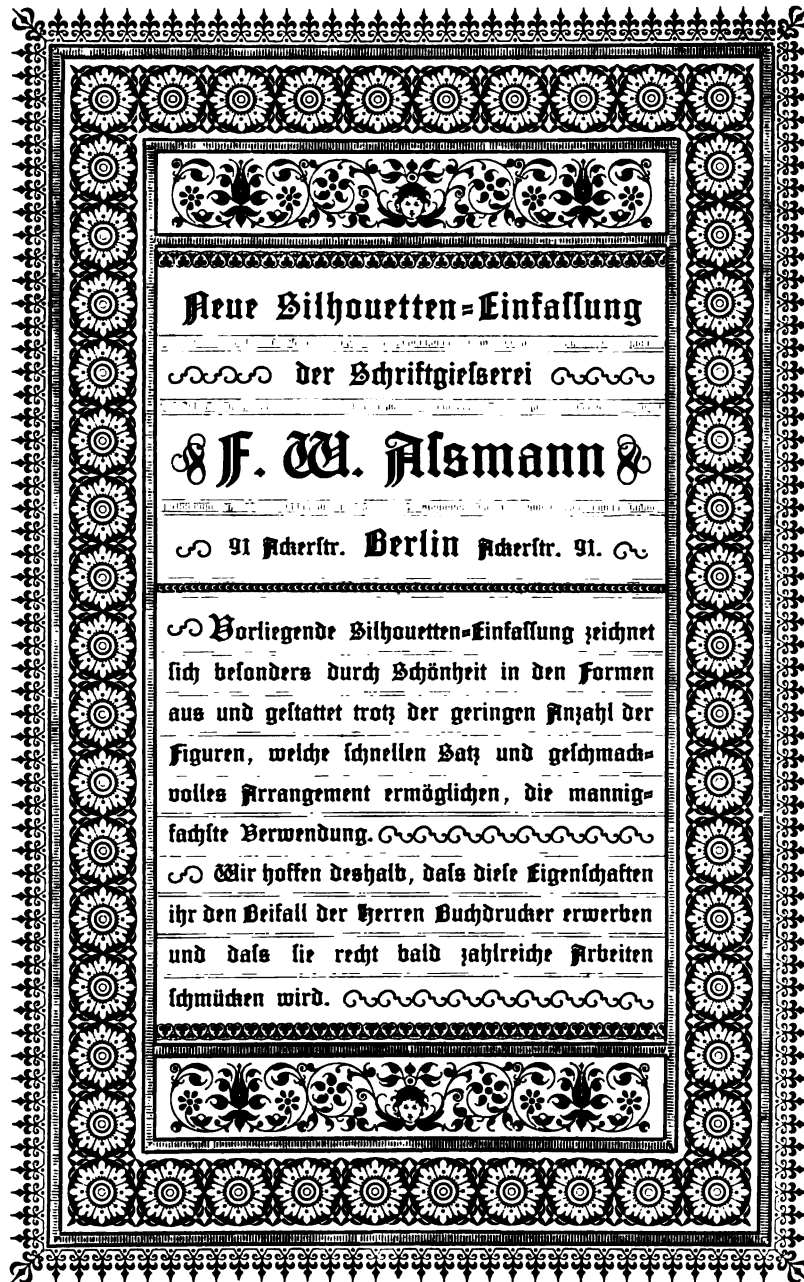 Neue Silhouetten-Einfaſſung
der Schriftgieſserei
F. W. Aſsmann
91 Ackerſtr. Berlin Ackerſtr. 91.
Vorliegende Silhouetten-Einfaſſung zeichnet
ſich beſonders durch Schönheit in den Formen
aus und geſtattet trotz der geringen Anzahl der
Figuren, welche ſchnellen Satz und geſchmack-
volles Arrangement ermöglichen, die mannig-
fachſte Verwendung.
Wir hoffen deshalb, daſs dieſe Eigenſchaften
ihr den Beifall der Herren Buchdrucker erwerben
und daſs ſie recht bald zahlreiche Arbeiten
ſchmücken wird.